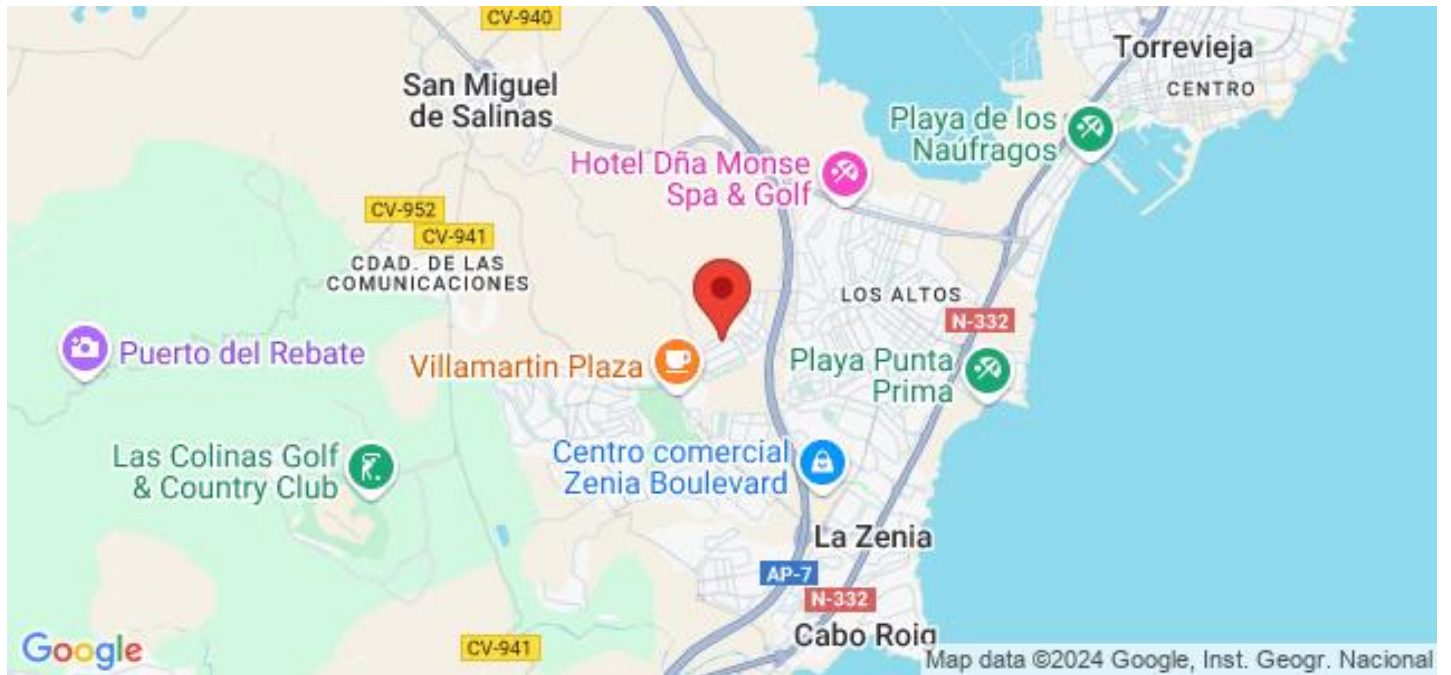 CV-940
Torrevieja
CENTRO
San Miguel
de Salinas
Playa de los
Naúfragos
Hotel Dña Monse
Spa & Golf
CV-952
CV-941
CDAD. DE LAS
COMUNICACIONES
LOS ALTOS
N-332
Puerto del Rebate
Villamartin Plaza
Playa Punta
Prima
Las Colinas Golf
& Country Club
Centro comercial
Zenia Boulevard
La Zenia
AP-7
N-332
Cabo Roig
CV-941
Google
Map data ©2024 Google, Inst. Geogr. Nacional